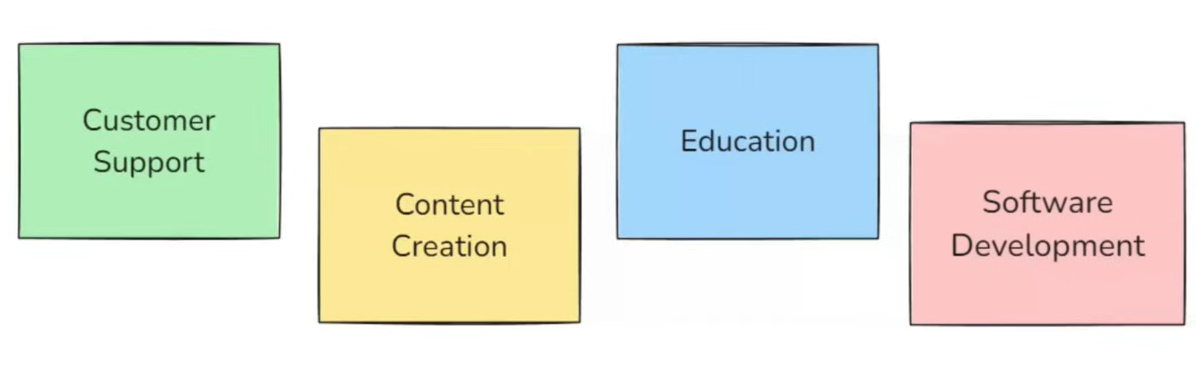 Customer
Support
Content
Creation
Education
Software
Development